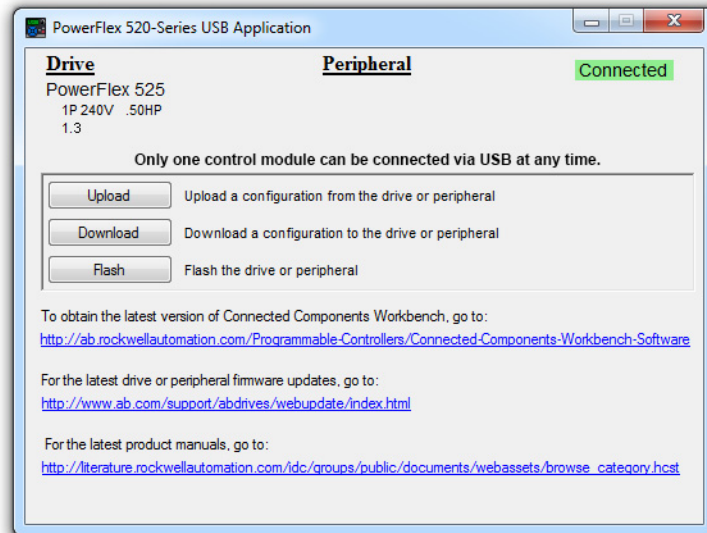 PowerFlex 520-Series USB Application
Drive
Peripheral
Connected
PowerFlex 525
1P 240V .50HP
1.3
Only one control module can be connected via USB at any time.
Upload
Upload a configuration from the drive or peripheral
Download
Download a configuration to the drive or peripheral
Flash
Flash the drive or peripheral
To obtain the latest version of Connected Components Workbench, go to:
http://ab.rockwellautomation.com/Programmable-Controllers/Connected-Components-Workbench-Software
For the latest drive or peripheral firmware updates, go to:
http://www.ab.com/support/abdrives/webupdate/index.html
For the latest product manuals, go to:
http://literature.rockwellautomation.com/idc/groups/public/documents/webassets/browse_category.hcst